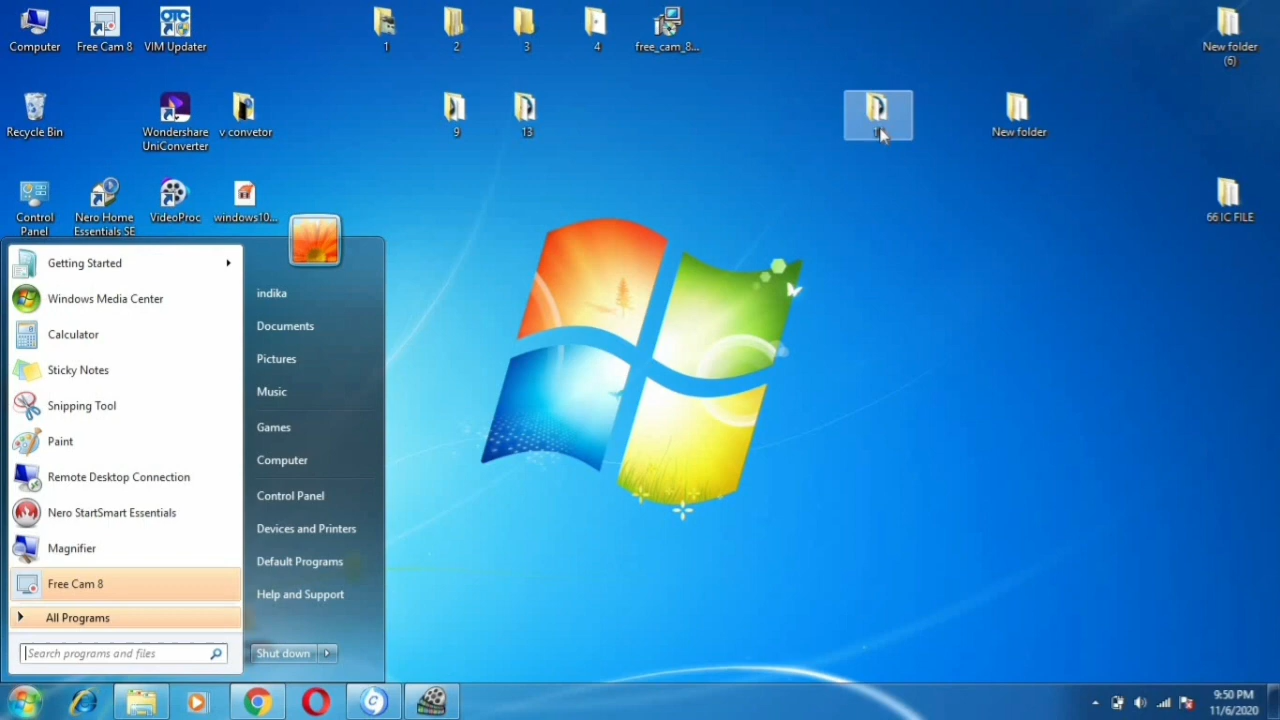 Computer
Free Cam 8
OTC
VIM Updater
1
2
3
4
free_cam_8...
New folder
(6)
Recycle Bin
Wondershare
UniConverter
v convetor
9
13
New folder
Control
Panel
Nero Home
Essentials SE
VideoProc
windows10...
66 IC FILE
Getting Started
Windows Media Center
Calculator
Sticky Notes
Snipping Tool
Paint
Remote Desktop Connection
Nero StartSmart Essentials
Magnifier
Free Cam 8
All Programs
Search programs and files
indika
Documents
Pictures
Music
Games
Computer
Control Panel
Devices and Printers
Default Programs
Help and Support
Shut down
9:50 PM
11/6/2020